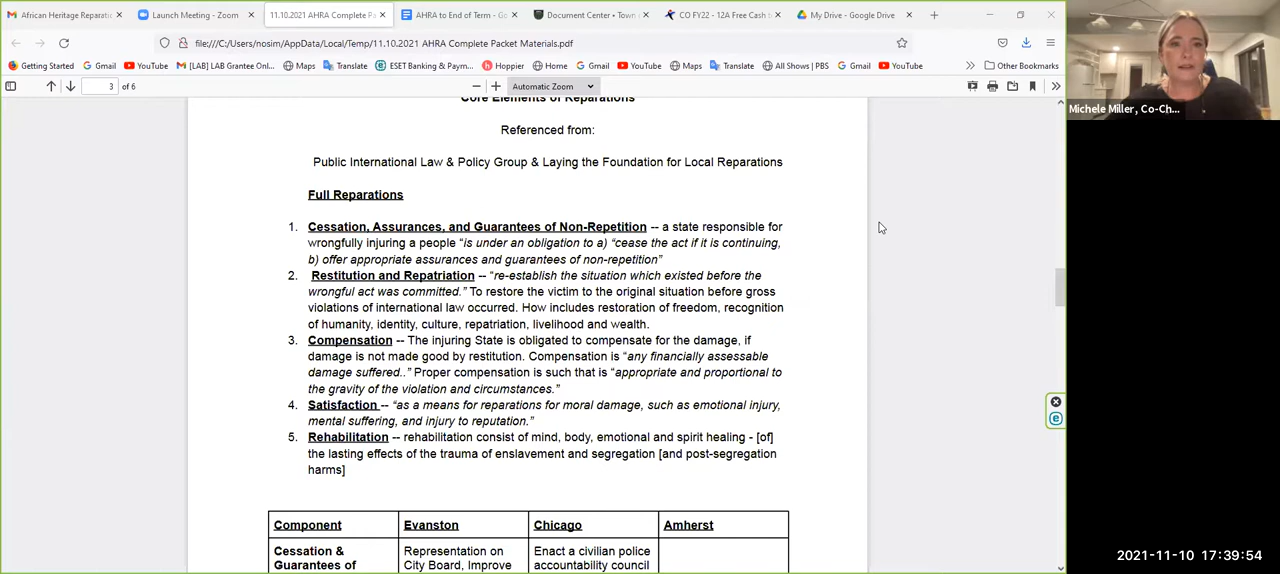 African Heritage Reparati
Launch Meeting - Zoom
11.10.2021 AHRA Complete Pa
AHRA to End of Term - Go
Document Center • Town o
CO FY22 - 12A Free Cash t
My Drive - Google Drive
file:///C:/Users/nosim/AppData/Local/Temp/11.10.2021 AHRA Complete Packet Materials.pdf
Getting Started
Gmail
YouTube
[LAB] LAB Grantee Onl...
Maps
Translate
ESET Banking & Paym...
Hoppier
Home
Gmail
YouTube
Maps
Translate
All Shows | PBS
Gmail
YouTube
Other Bookmarks
3 of 6
Automatic Zoom
Core Elements of Reparations
Referenced from:
Public International Law & Policy Group & Laying the Foundation for Local Reparations
Full Reparations
1. Cessation, Assurances, and Guarantees of Non-Repetition -- a state responsible for
wrongfully injuring a people “is under an obligation to a) “cease the act if it is continuing,
b) offer appropriate assurances and guarantees of non-repetition”
2. Restitution and Repatriation -- “re-establish the situation which existed before the
wrongful act was committed.” To restore the victim to the original situation before gross
violations of international law occurred. How includes restoration of freedom, recognition
of humanity, identity, culture, repatriation, livelihood and wealth.
3. Compensation -- The injuring State is obligated to compensate for the damage, if
damage is not made good by restitution. Compensation is “any financially assessable
damage suffered..” Proper compensation is such that is “appropriate and proportional to
the gravity of the violation and circumstances.”
4. Satisfaction -- “as a means for reparations for moral damage, such as emotional injury,
mental suffering, and injury to reputation.”
5. Rehabilitation -- rehabilitation consist of mind, body, emotional and spirit healing - [of]
the lasting effects of the trauma of enslavement and segregation [and post-segregation
harms]
Component Evanston Chicago Amherst
Cessation & Representation on Enact a civilian police
Guarantees of City Board, Improve accountability council
Michele Miller, Co-Ch...
2021-11-10 17:39:54